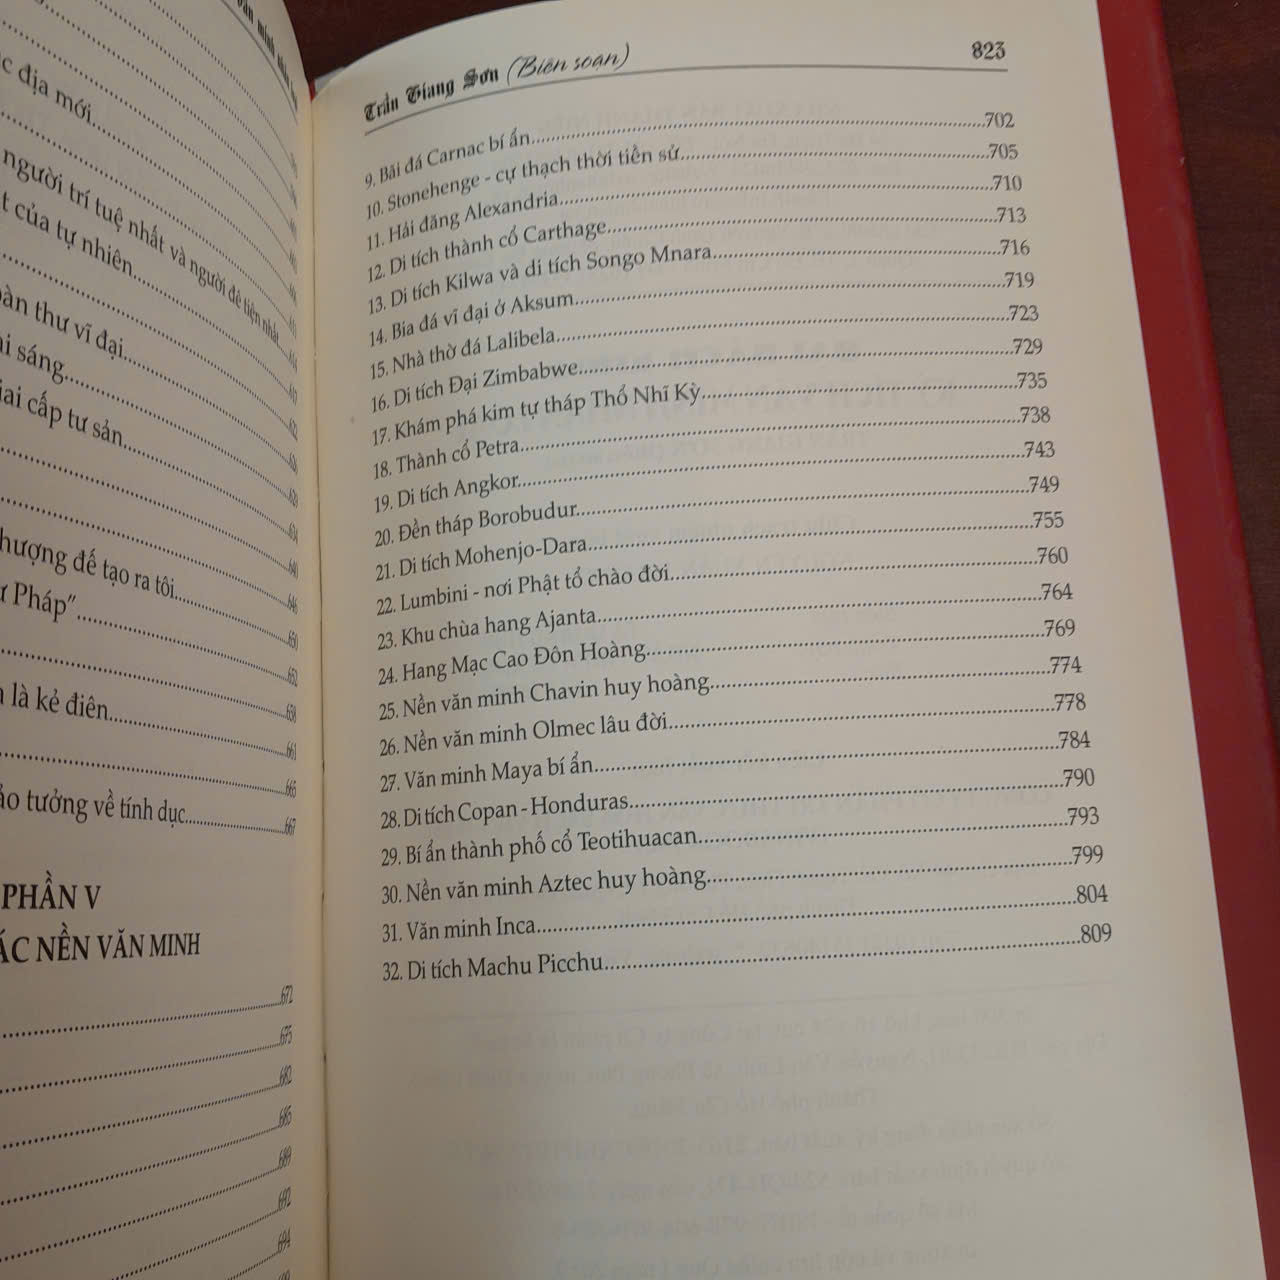 văn minh
c địa mới
người trí tuệ nhất và người đê tiện nhất
t của tự nhiên
àn thư vĩ đại
ai sáng
iai cấp tư sản
hượng đế tạo ra tôi
ư Pháp"
là kẻ điên
ảo tưởng về tính dục.....667
PHẦN V
ÁC NỀN VĂN MINH
672
675
682
685
689
692
694
Trần Giang Sơn (Biên soạn) 823
9. Bãi đá Carnac bí ẩn.....702
10. Stonehenge - cự thạch thời tiền sử.....705
11. Hải đăng Alexandria.....710
12. Di tích thành cổ Carthage.....713
13. Di tích Kilwa và di tích Songo Mnara.....716
14. Bia đá vĩ đại ở Aksum.....719
15. Nhà thờ đá Lalibela.....723
16. Di tích Đại Zimbabwe.....729
17. Khám phá kim tự tháp Thổ Nhĩ Kỳ.....735
18. Thành cổ Petra.....738
19. Di tích Angkor.....743
20. Đền tháp Borobudur.....749
21. Di tích Mohenjo-Dara.....755
22. Lumbini - nơi Phật tổ chào đời.....760
23. Khu chùa hang Ajanta.....764
24. Hang Mạc Cao Đôn Hoàng.....769
25. Nền văn minh Chavin huy hoàng.....774
26. Nền văn minh Olmec lâu đời.....778
27. Văn minh Maya bí ẩn.....784
28. Di tích Copan - Honduras.....790
29. Bí ẩn thành phố cổ Teotihuacan.....793
30. Nền văn minh Aztec huy hoàng.....799
31. Văn minh Inca.....804
32. Di tích Machu Picchu.....809